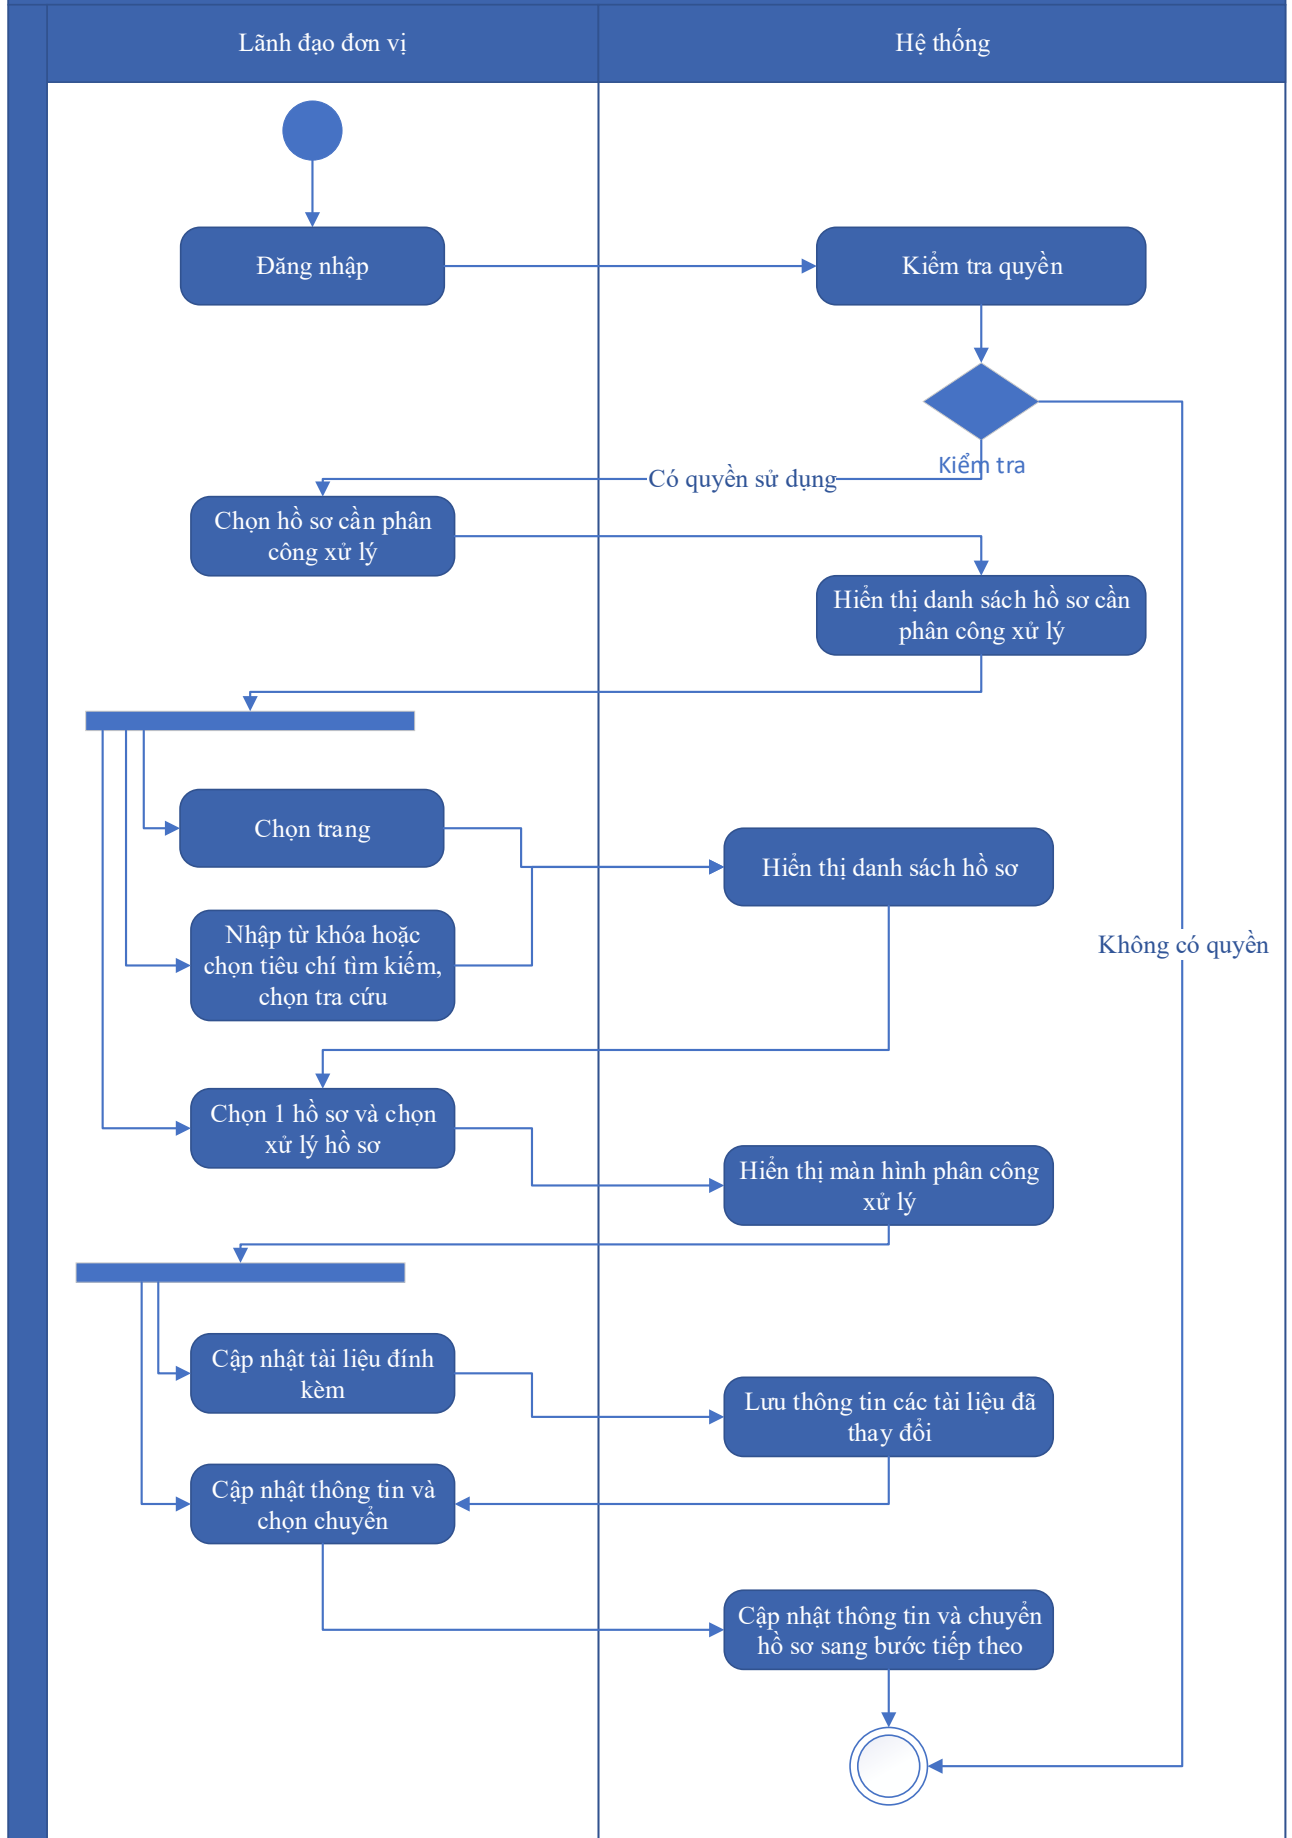 Lãnh đạo đơn vị
Hệ thống
Đăng nhập
Kiểm tra quyền
Kiểm tra
Có quyền sử dụng
Chọn hồ sơ cần phân
công xử lý
Hiển thị danh sách hồ sơ cần
phân công xử lý
Chọn trang
Hiển thị danh sách hồ sơ
Nhập từ khóa hoặc
chọn tiêu chí tìm kiếm,
chọn tra cứu
Không có quyền
Chọn 1 hồ sơ và chọn
xử lý hồ sơ
Hiển thị màn hình phân công
xử lý
Cập nhật tài liệu đính
kèm
Lưu thông tin các tài liệu đã
thay đổi
Cập nhật thông tin và
chọn chuyển
Cập nhật thông tin và chuyển
hồ sơ sang bước tiếp theo